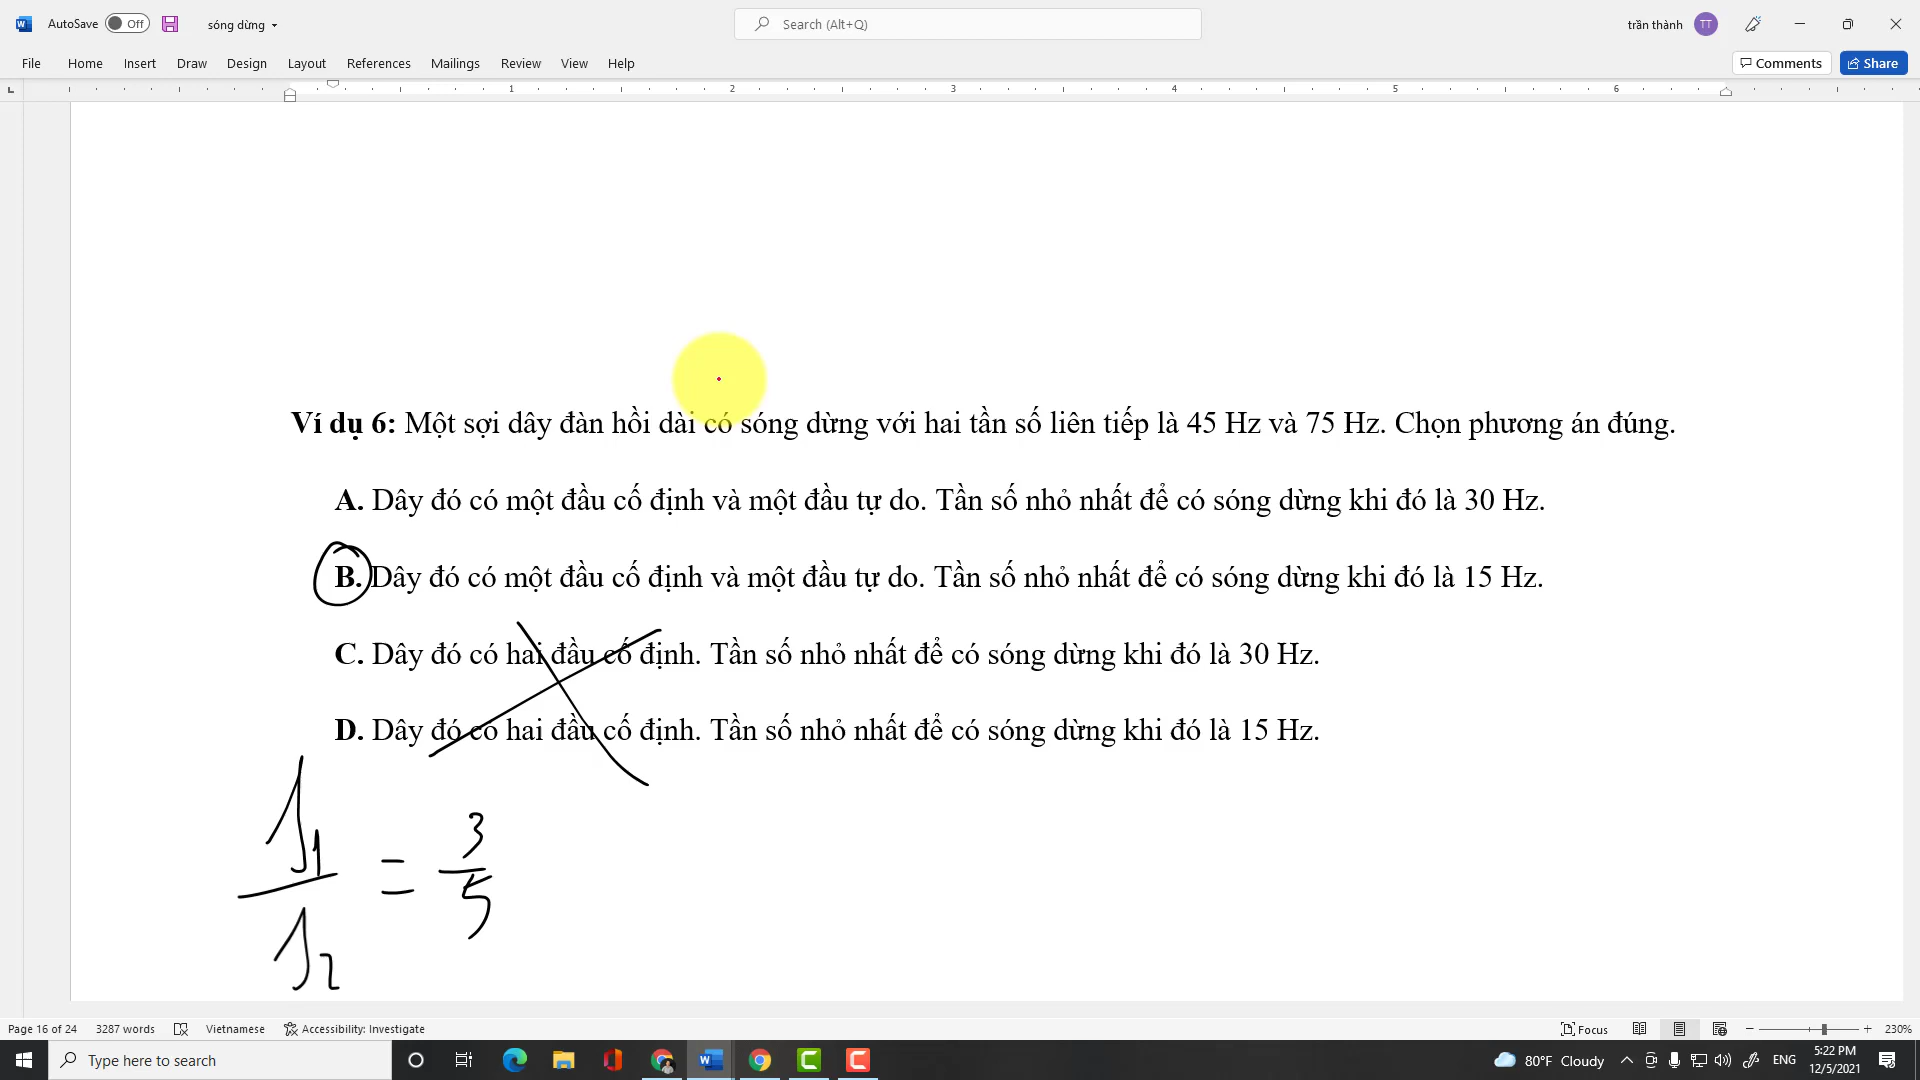 AutoSave Off sóng dừng Search (Alt+Q) trần thành TT
File Home Insert Draw Design Layout References Mailings Review View Help Comments Share
1 2 3 4 5 6
Ví dụ 6: Một sợi dây đàn hồi dài có sóng dừng với hai tần số liên tiếp là 45 Hz và 75 Hz. Chọn phương án đúng.
A. Dây đó có một đầu cố định và một đầu tự do. Tần số nhỏ nhất để có sóng dừng khi đó là 30 Hz.
B. Dây đó có một đầu cố định và một đầu tự do. Tần số nhỏ nhất để có sóng dừng khi đó là 15 Hz.
C. Dây đó có hai đầu cố định. Tần số nhỏ nhất để có sóng dừng khi đó là 30 Hz.
D. Dây đó có hai đầu cố định. Tần số nhỏ nhất để có sóng dừng khi đó là 15 Hz.
f1/f2 = 3/5
Page 16 of 24 3287 words Vietnamese Accessibility: Investigate Focus 230%
Type here to search 80°F Cloudy ENG 5:22 PM
12/5/2021